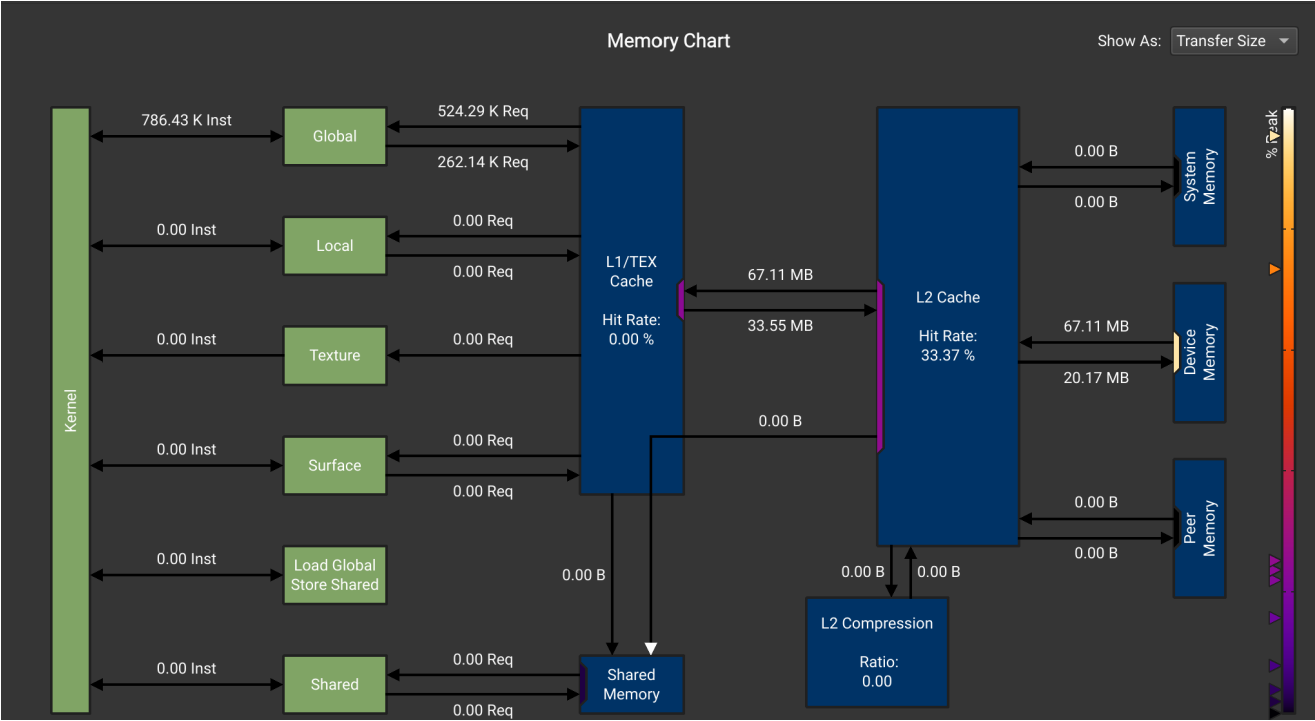 Memory Chart
Show As: Transfer Size
Kernel
786.43 K Inst
Global
524.29 K Req
262.14 K Req
0.00 Inst
Local
0.00 Req
0.00 Req
0.00 Inst
Texture
0.00 Req
0.00 Inst
Surface
0.00 Req
0.00 Req
0.00 Inst
Load Global
Store Shared
0.00 Inst
Shared
0.00 Req
0.00 Req
L1/TEX
Cache
Hit Rate:
0.00 %
0.00 B
Shared
Memory
67.11 MB
33.55 MB
0.00 B
L2 Cache
Hit Rate:
33.37 %
0.00 B
0.00 B
L2 Compression
Ratio:
0.00
0.00 B
0.00 B
System
Memory
67.11 MB
20.17 MB
Device
Memory
0.00 B
0.00 B
Peer
Memory
% Peak